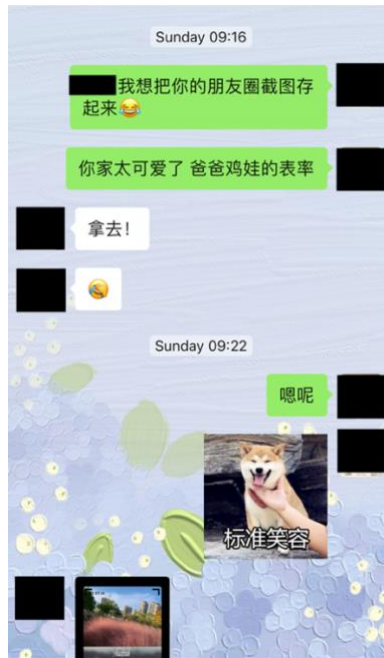 Sunday 09:16
我想把你的朋友圈截图存
起来😂
你家太可爱了 爸爸鸡娃的表率
拿去！
Sunday 09:22
嗯呢
标准笑容